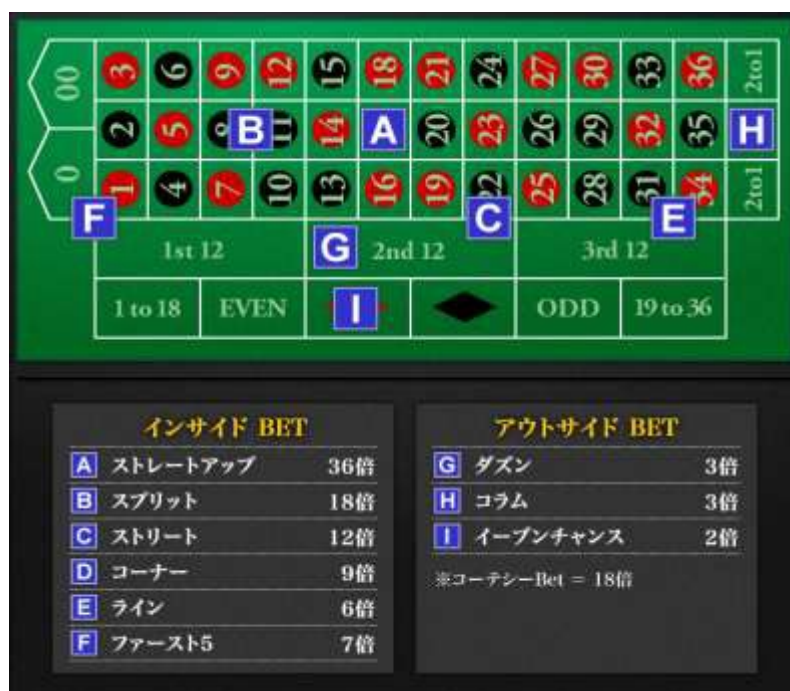 00 3 6 9 12 15 18 21 24 27 30 33 36 2to1
2 5 8 B 11 14 A 20 23 26 29 32 35 H
0 1 4 7 10 13 16 19 22 25 28 31 34 2to1
F C E
1st 12 G 2nd 12 3rd 12
1 to 18 EVEN I ODD 19 to 36
インサイド BET
A ストレートアップ 36倍
B スプリット 18倍
C ストリート 12倍
D コーナー 9倍
E ライン 6倍
F ファースト5 7倍
アウトサイド BET
G ダズン 3倍
H コラム 3倍
I イーブンチャンス 2倍
※コーテシーBet = 18倍